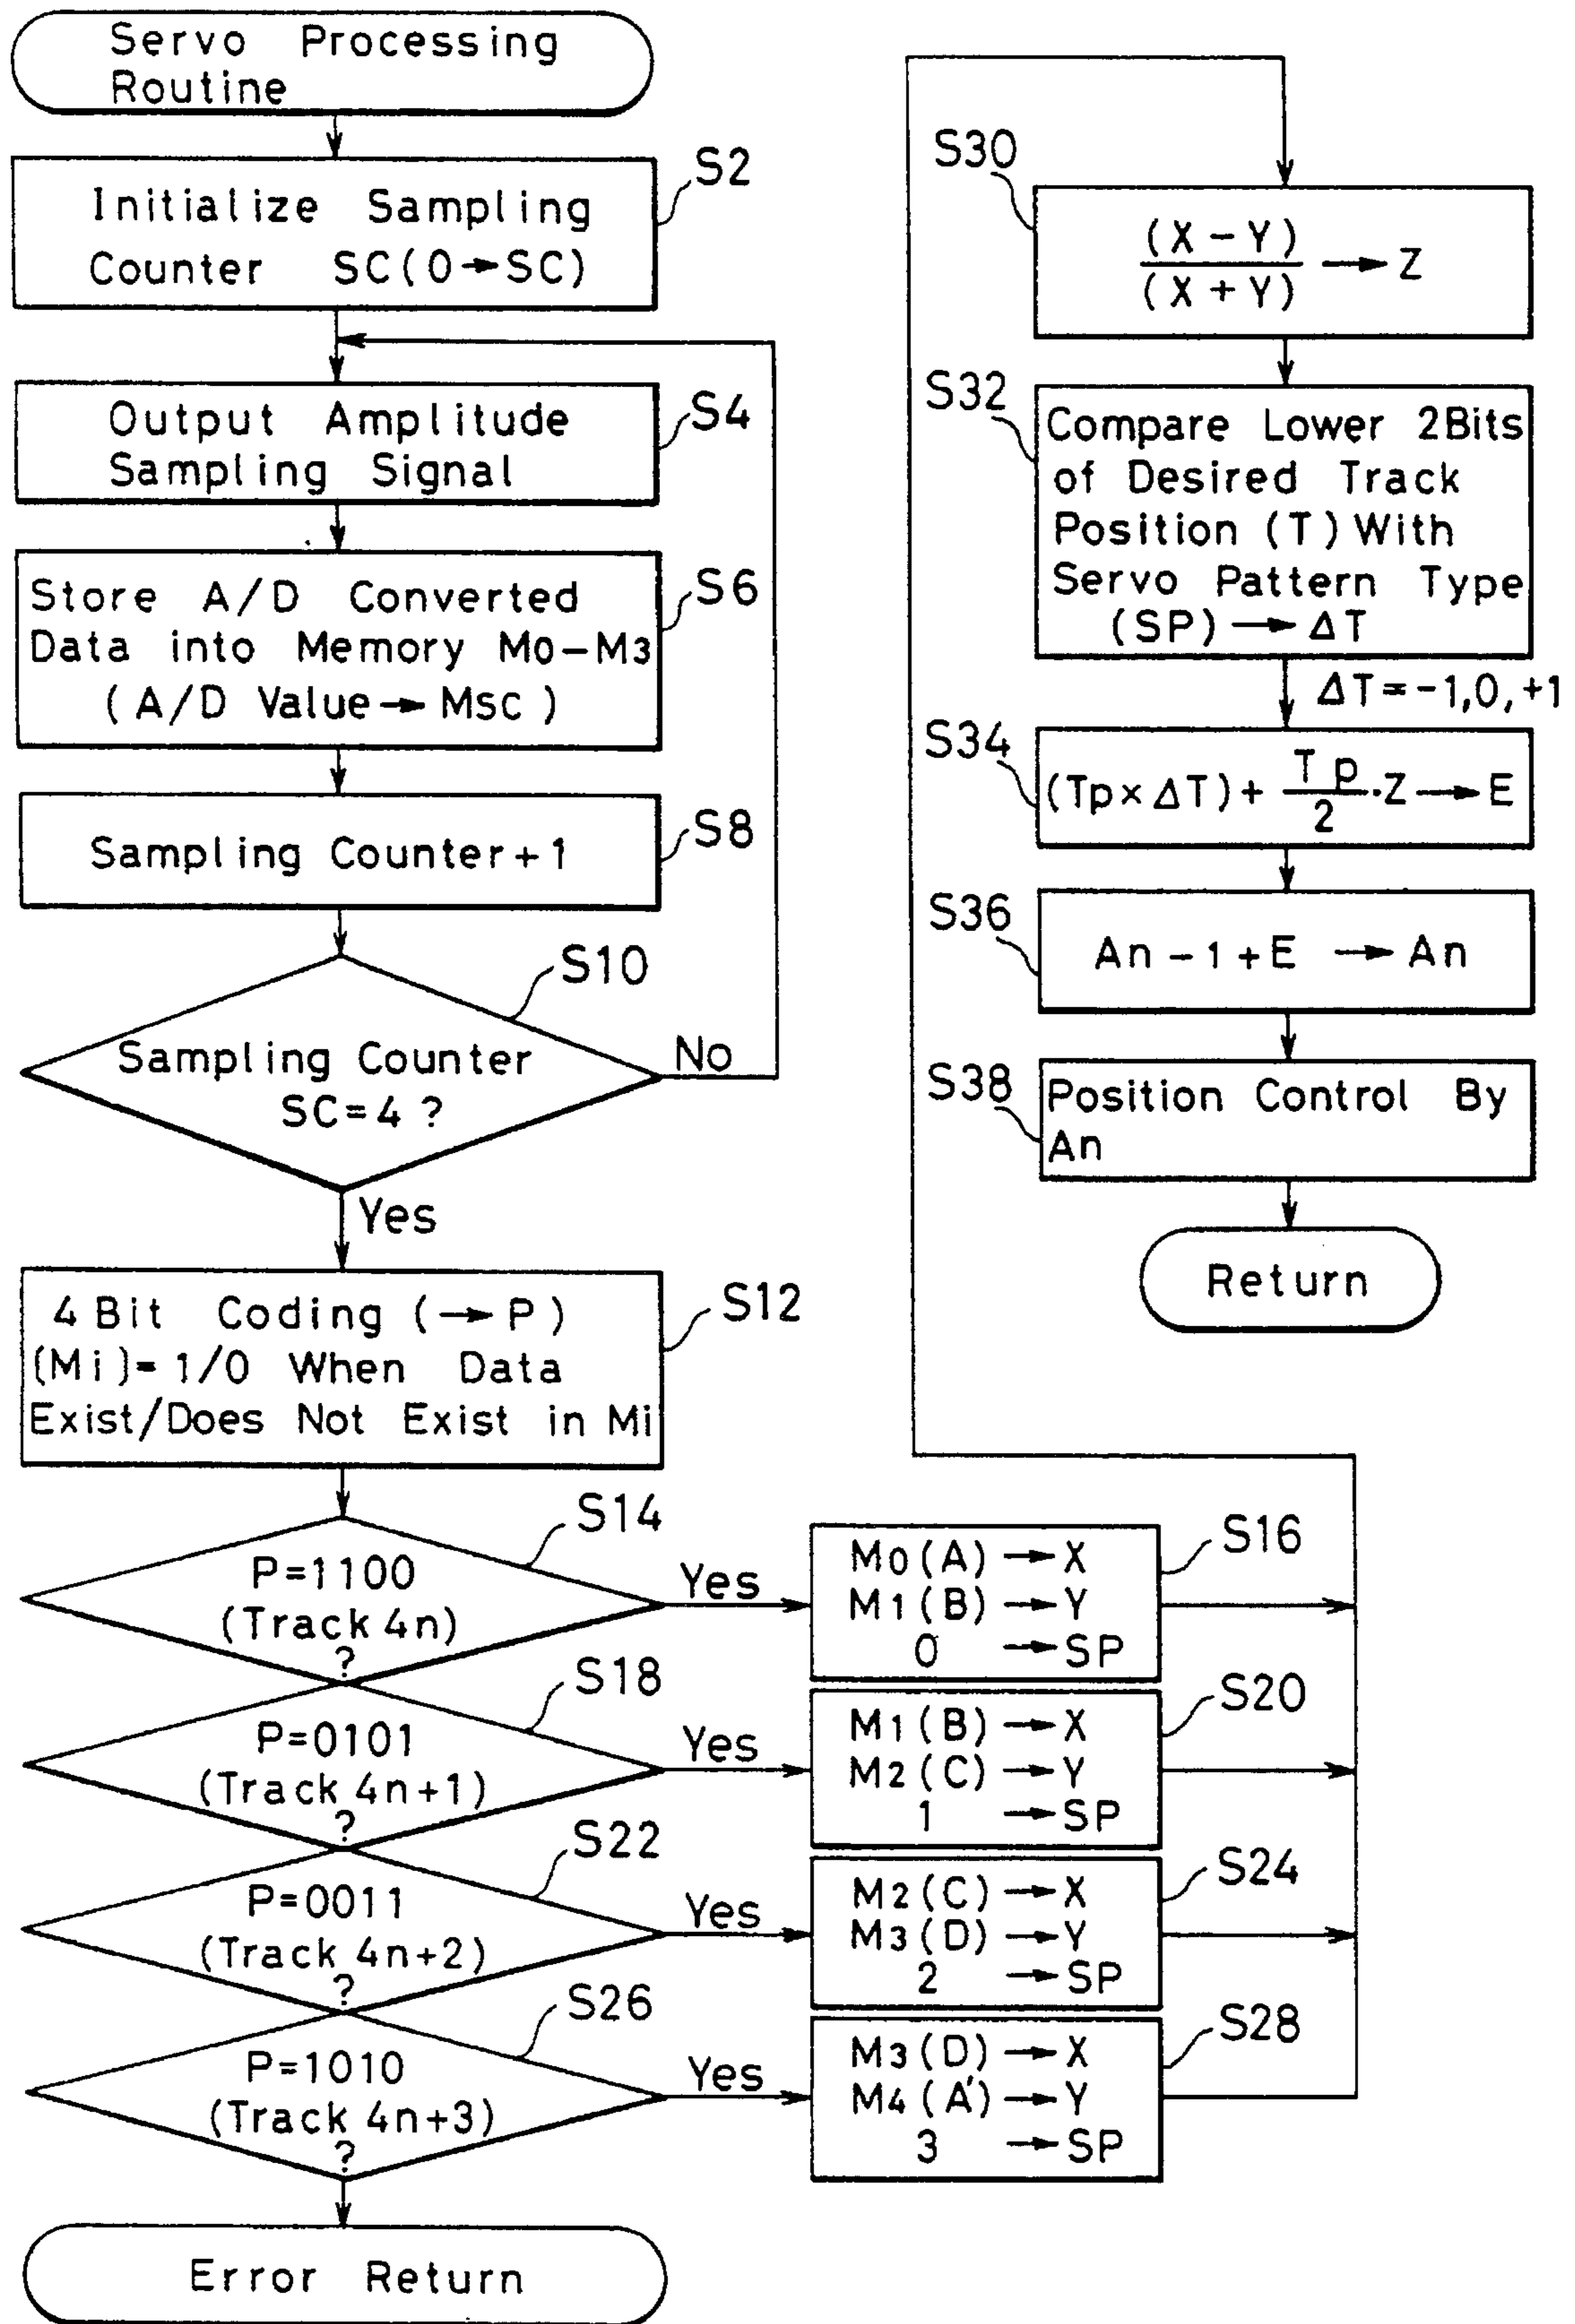 Servo Processing
Routine
S2
Initialize Sampling
Counter SC(0→SC)
S4
Output Amplitude
Sampling Signal
S6
Store A/D Converted
Data into Memory M0-M3
(A/D Value→Msc)
S8
Sampling Counter+1
S10
Sampling Counter
SC=4 ?
No
Yes
S12
4 Bit Coding (→P)
(Mi)=1/0 When Data
Exist/Does Not Exist in Mi
S14
P=1100
(Track 4n)
?
Yes
S16
M0(A)→X
M1(B)→Y
0 →SP
S18
P=0101
(Track 4n+1)
?
Yes
S20
M1(B)→X
M2(C)→Y
1 →SP
S22
P=0011
(Track 4n+2)
?
Yes
S24
M2(C)→X
M3(D)→Y
2 →SP
S26
P=1010
(Track 4n+3)
?
Yes
S28
M3(D)→X
M4(A')→Y
3 →SP
Error Return
S30
(X-Y)
(X+Y) →Z
S32
Compare Lower 2Bits
of Desired Track
Position (T) With
Servo Pattern Type
(SP)→ΔT
ΔT=-1,0,+1
S34
(Tp×ΔT)+ Tp/2·Z→E
S36
An-1+E →An
S38
Position Control By
An
Return